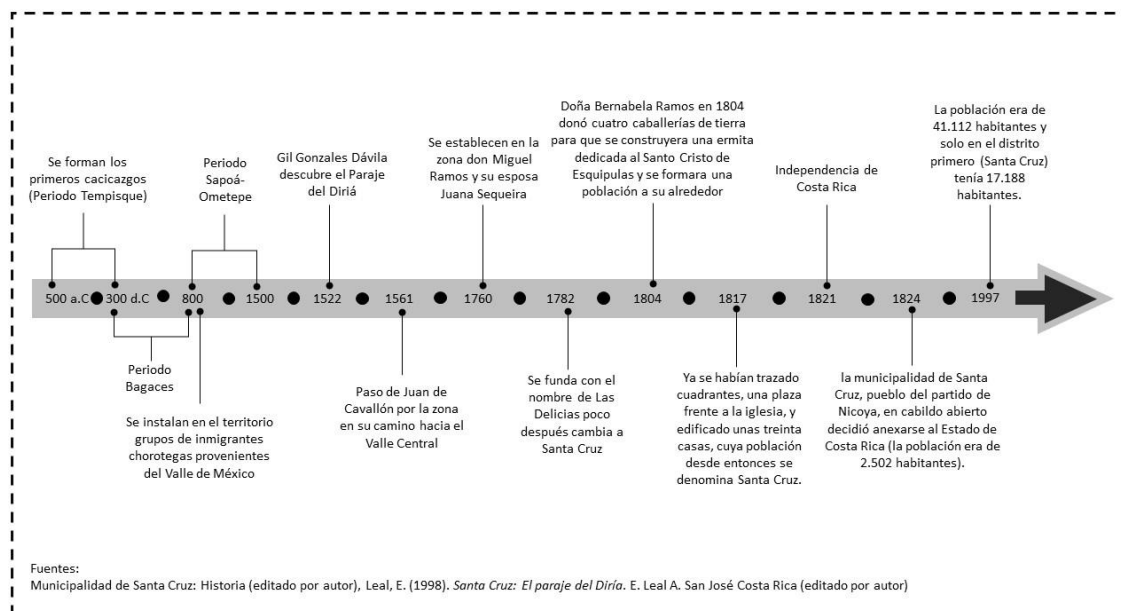 Se forman los
primeros cacicazgos
(Periodo Tempisque)
Periodo
Sapoá-
Ometepe
Gil Gonzales Dávila
descubre el Paraje
del Diriá
Se establecen en la
zona don Miguel
Ramos y su esposa
Juana Sequeira
Doña Bernabela Ramos en 1804
donó cuatro caballerías de tierra
para que se construyera una ermita
dedicada al Santo Cristo de
Esquipulas y se formara una
población a su alrededor
Independencia de
Costa Rica
La población era de
41.112 habitantes y
solo en el distrito
primero (Santa Cruz)
tenía 17.188
habitantes.
500 a.C 300 d.C 800 1500 1522 1561 1760 1782 1804 1817 1821 1824 1997
Periodo
Bagaces
Se instalan en el territorio
grupos de inmigrantes
chorotegas provenientes
del Valle de México
Paso de Juan de
Cavallón por la zona
en su camino hacia el
Valle Central
Se funda con el
nombre de Las
Delicias poco
después cambia a
Santa Cruz
Ya se habían trazado
cuadrantes, una plaza
frente a la iglesia, y
edificado unas treinta
casas, cuya población
desde entonces se
denomina Santa Cruz.
la municipalidad de Santa
Cruz, pueblo del partido de
Nicoya, en cabildo abierto
decidió anexarse al Estado de
Costa Rica (la población era de
2.502 habitantes).
Fuentes:
Municipalidad de Santa Cruz: Historia (editado por autor), Leal, E. (1998). Santa Cruz: El paraje del Diría. E. Leal A. San José Costa Rica (editado por autor)